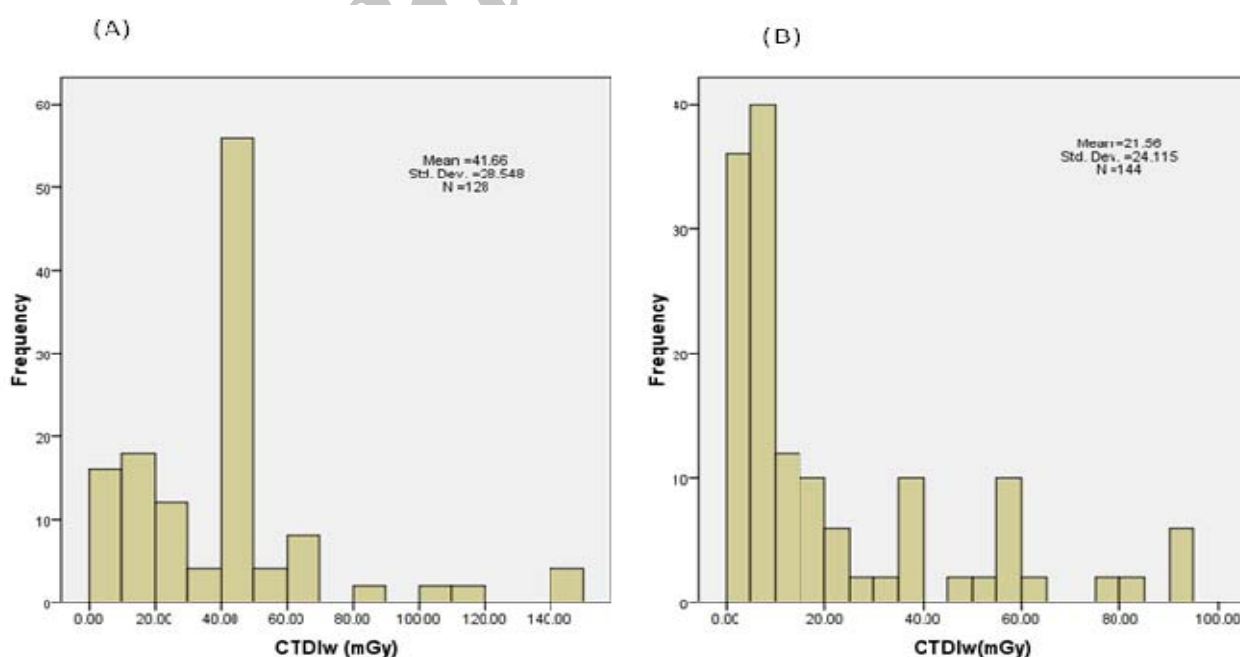 (A)
60
50
40
30
20
10
0
Frequency
Mean =41.66
Std. Dev. =28.548
N =128
0.00 20.00 40.00 60.00 80.00 100.00 120.00 140.00
CTDIw (mGy)
(B)
40
30
20
10
0
Frequency
Mean =21.56
Std. Dev. =24.115
N =144
0.00 20.00 40.00 60.00 80.00 100.00
CTDIw(mGy)